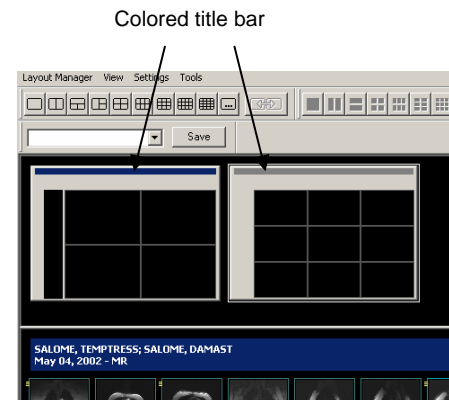 Colored title bar
Layout Manager View Settings Tools
...
Save
SALOME, TEMPTRESS; SALOME, DAMAST
May 04, 2002 - MR